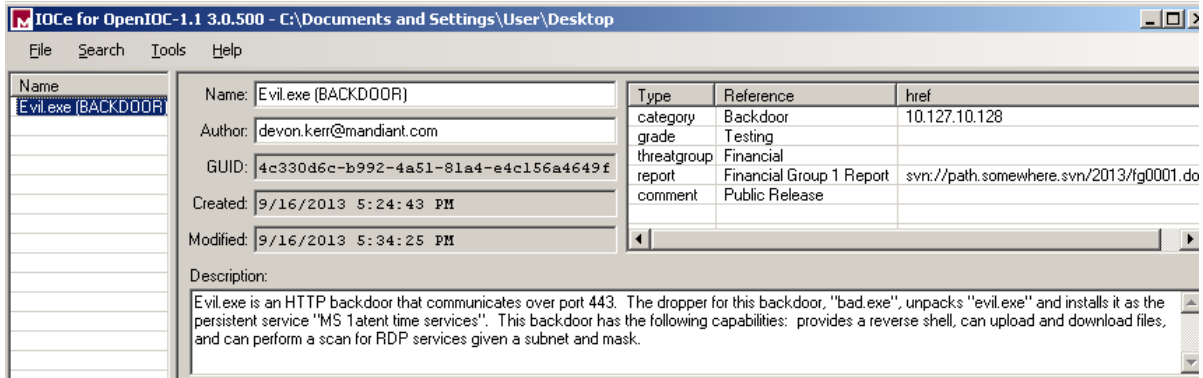 IOCe for OpenIOC-1.1 3.0.500 - C:\Documents and Settings\User\Desktop
File Search Tools Help
Name
Evil.exe (BACKDOOR)
Name: Evil.exe (BACKDOOR)
Author: devon.kerr@mandiant.com
GUID: 4c330d6c-b992-4a51-81a4-e4c156a4649f
Created: 9/16/2013 5:24:43 PM
Modified: 9/16/2013 5:34:25 PM
Type Reference href
category Backdoor 10.127.10.128
grade Testing
threatgroup Financial
report Financial Group 1 Report svn://path.somewhere.svn/2013/fg0001.do
comment Public Release
Description:
Evil.exe is an HTTP backdoor that communicates over port 443. The dropper for this backdoor, "bad.exe", unpacks "evil.exe" and installs it as the
persistent service "MS 1atent time services". This backdoor has the following capabilities: provides a reverse shell, can upload and download files,
and can perform a scan for RDP services given a subnet and mask.